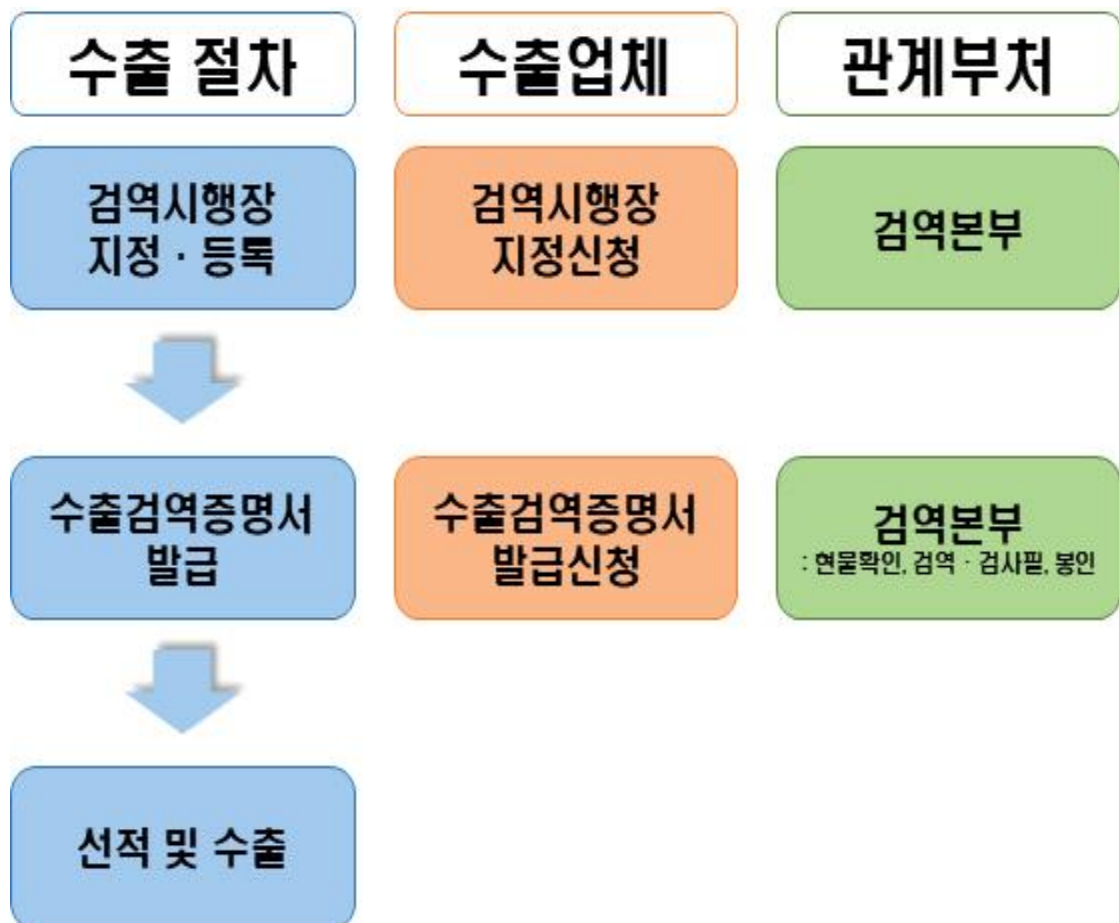 수출 절차
수출업체
관계부처
검역시행장
지정 · 등록
검역시행장
지정신청
검역본부
수출검역증명서
발급
수출검역증명서
발급신청
검역본부
: 현물확인, 검역 · 검사필, 봉인
선적 및 수출